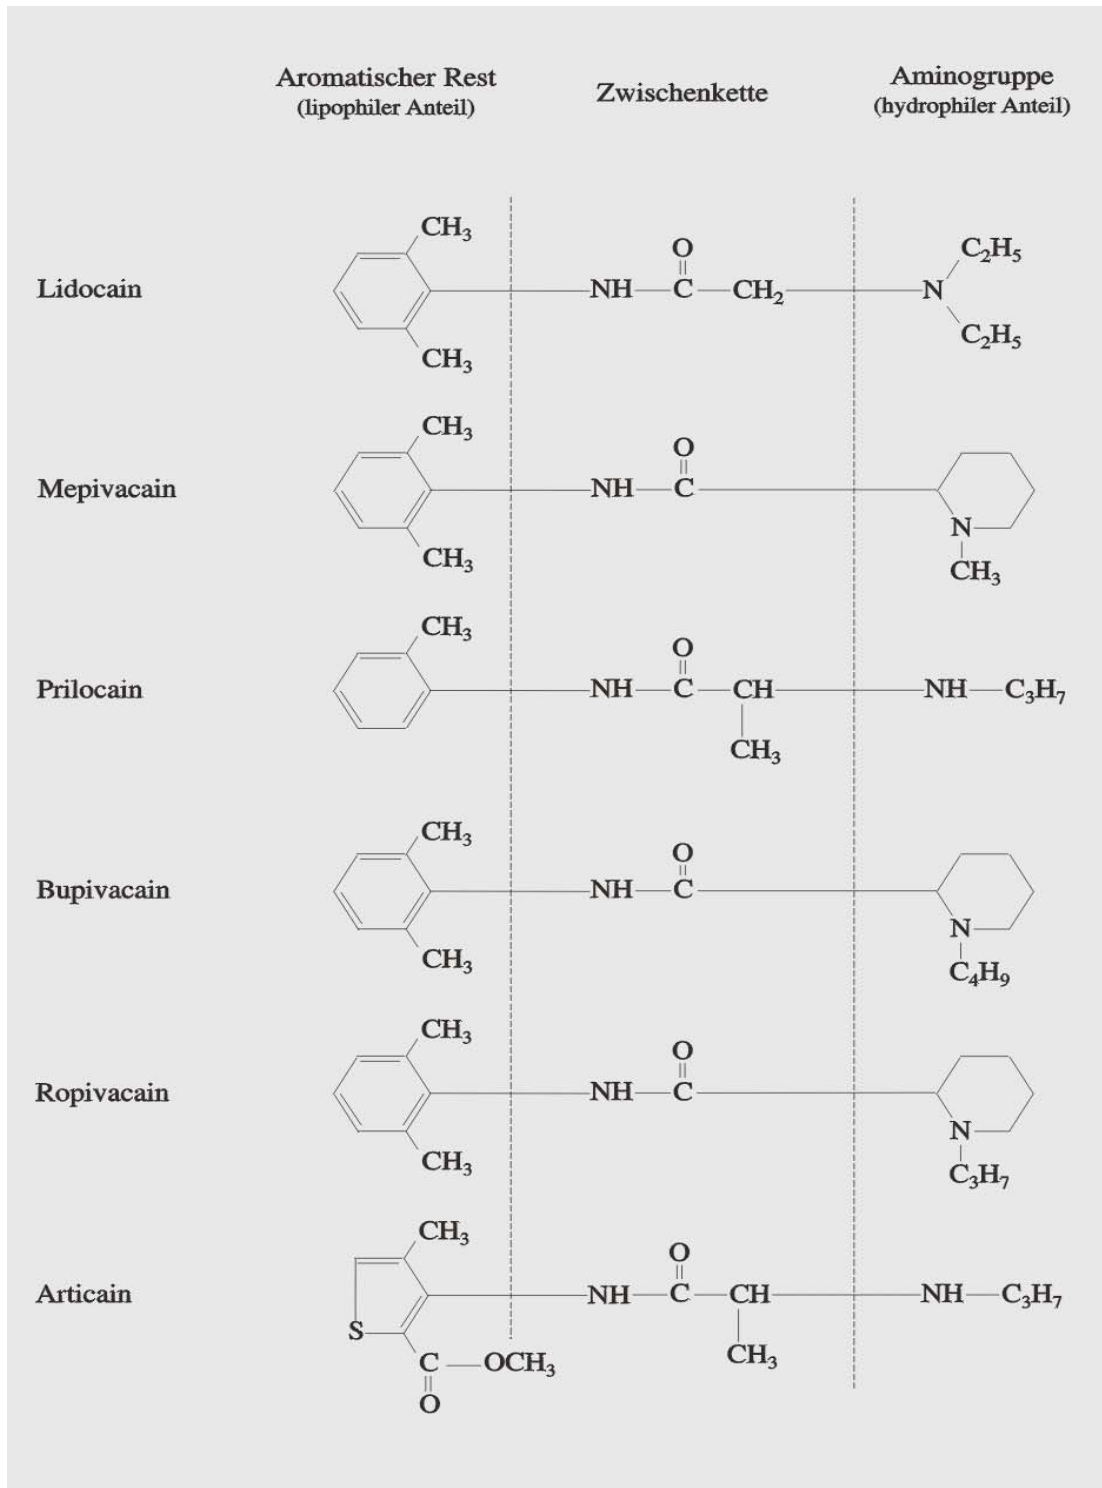 Aromatischer Rest
(lipophiler Anteil)
Zwischenkette
Aminogruppe
(hydrophiler Anteil)
Lidocain
CH₃
CH₃
NH
O
C
CH₂
N
C₂H₅
C₂H₅
Mepivacain
CH₃
CH₃
NH
O
C
N
CH₃
Prilocain
CH₃
NH
O
C
CH
CH₃
NH
C₃H₇
Bupivacain
CH₃
CH₃
NH
O
C
N
C₄H₉
Ropivacain
CH₃
CH₃
NH
O
C
N
C₃H₇
Articain
CH₃
S
C
OCH₃
O
NH
O
C
CH
CH₃
NH
C₃H₇